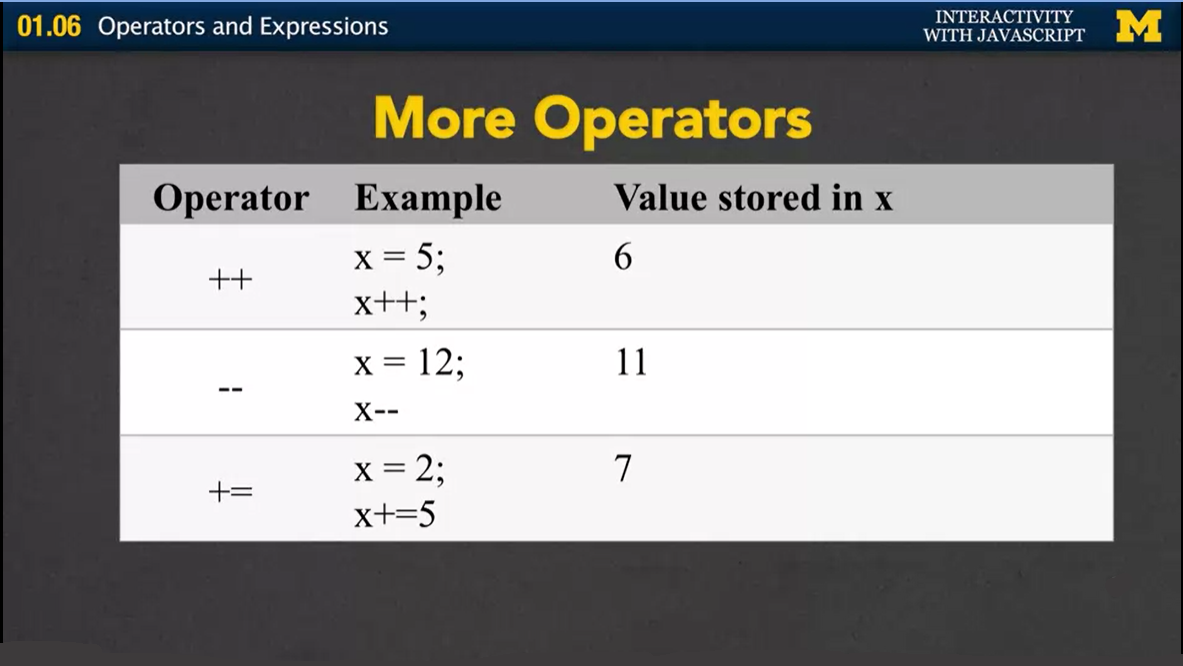 01.06 Operators and Expressions
INTERACTIVITY
WITH JAVASCRIPT
M
More Operators
Operator Example Value stored in x
++ x = 5; 6
x++;
-- x = 12; 11
x--
+= x = 2; 7
x+=5